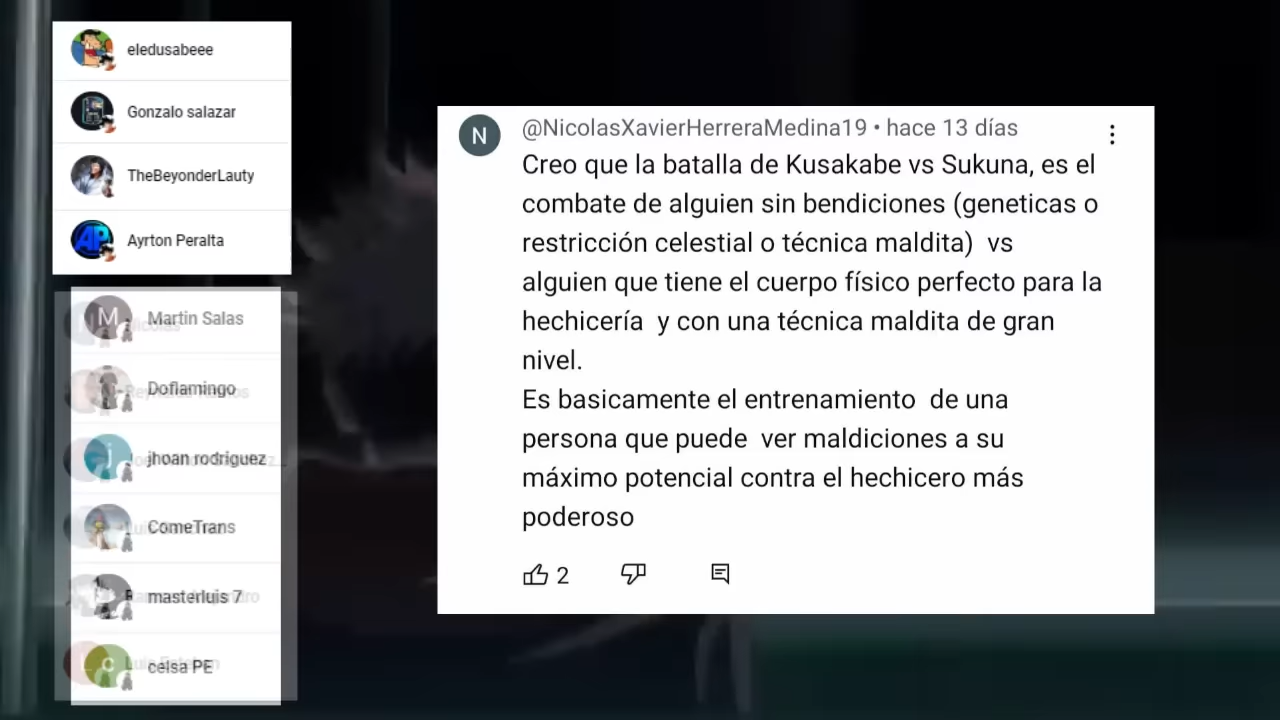 eledusabeee
Gonzalo salazar
TheBeyonderLauty
Ayrton Peralta
M Martin Salas
Doflamingo
j jhoan rodriguez
ComeTrans
masterluis 7
c celsa PE
N @NicolasXavierHerreraMedina19 • hace 13 días
Creo que la batalla de Kusakabe vs Sukuna, es el
combate de alguien sin bendiciones (geneticas o
restricción celestial o técnica maldita)  vs
alguien que tiene el cuerpo físico perfecto para la
hechicería  y con una técnica maldita de gran
nivel.
Es basicamente el entrenamiento  de una
persona que puede  ver maldiciones a su
máximo potencial contra el hechicero más
poderoso
2